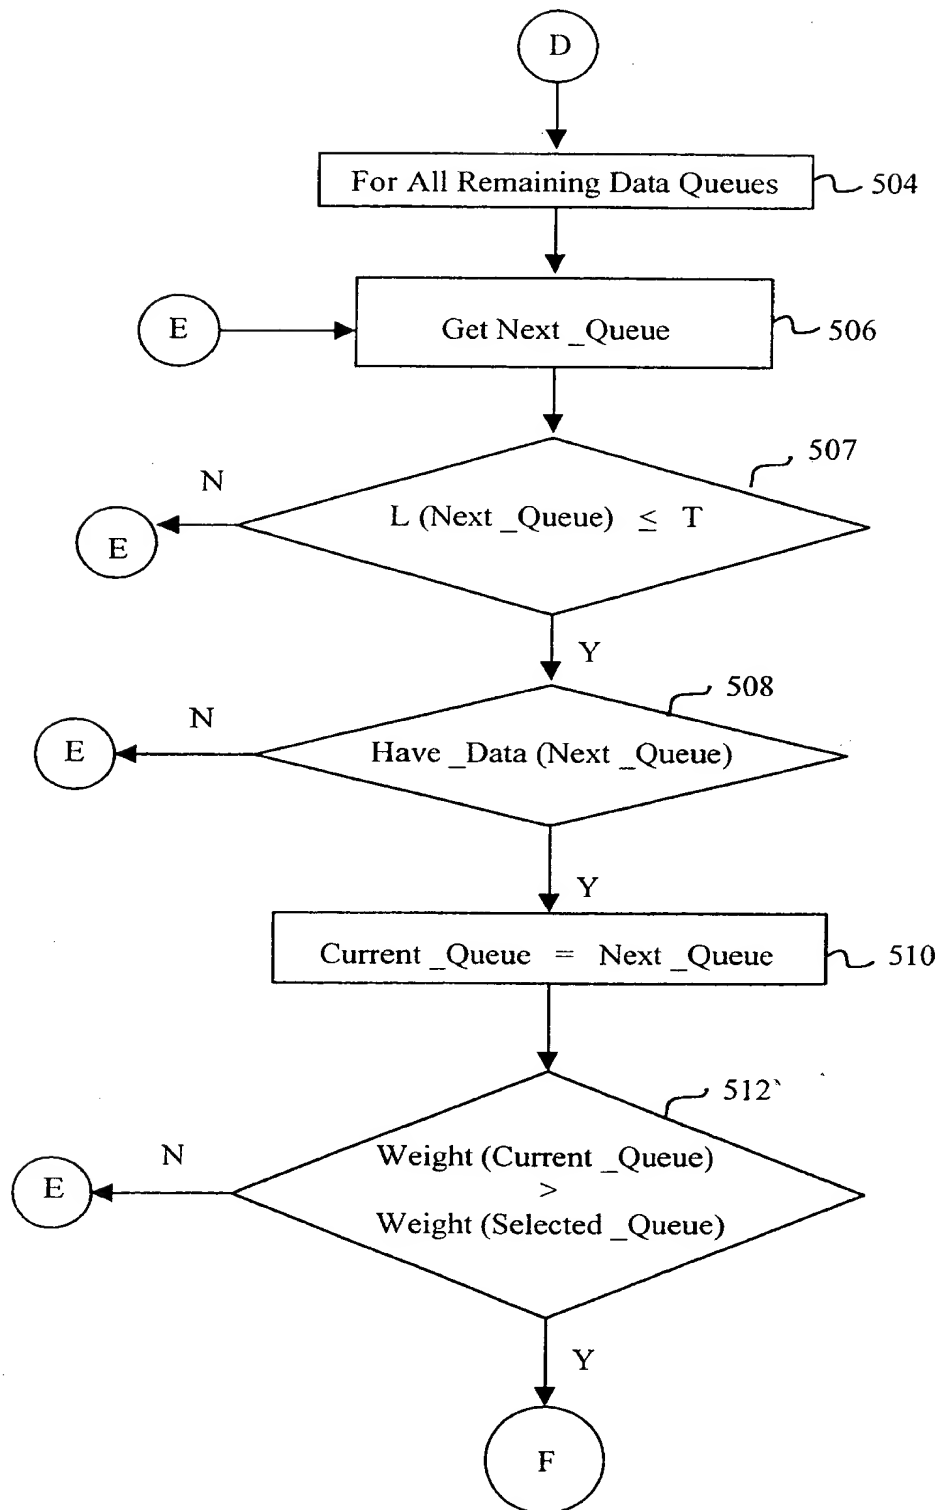 D
For All Remaining Data Queues
504
E
Get Next _Queue
506
507
N
L (Next _Queue) ≤ T
E
Y
508
N
E
Have _Data (Next _Queue)
Y
Current _Queue = Next _Queue
510
512`
N
Weight (Current _Queue)
E
>
Weight (Selected _Queue)
Y
F